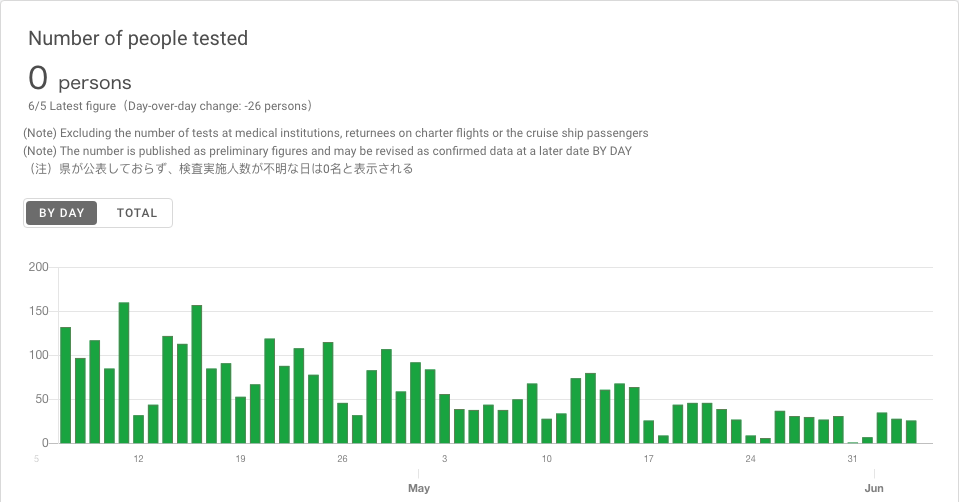 Number of people tested
0 persons
6/5 Latest figure（Day-over-day change: -26 persons）
(Note) Excluding the number of tests at medical institutions, returnees on charter flights or the cruise ship passengers
(Note) The number is published as preliminary figures and may be revised as confirmed data at a later date BY DAY
（注）県が公表しておらず、検査実施人数が不明な日は0名と表示される
BY DAY TOTAL
200
150
100
50
0
5 12 19 26 3 10 17 24 31
May Jun